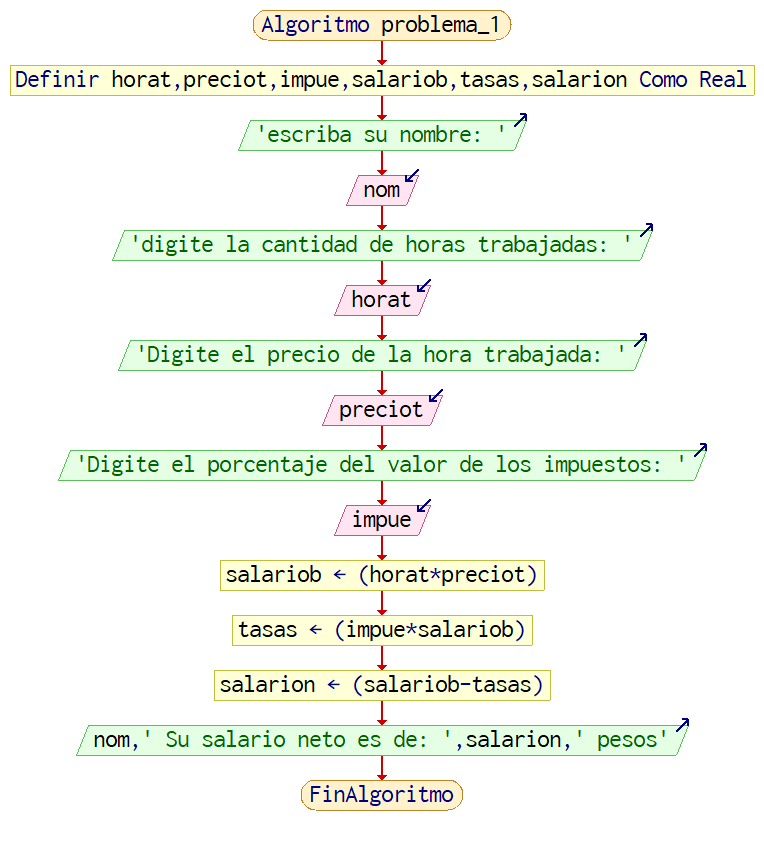 Algoritmo problema_1
Definir horat,preciot,impue,salariob,tasas,salarion Como Real
'escriba su nombre: '
nom
'digite la cantidad de horas trabajadas: '
horat
'Digite el precio de la hora trabajada: '
preciot
'Digite el porcentaje del valor de los impuestos: '
impue
salariob ← (horat*preciot)
tasas ← (impue*salariob)
salarion ← (salariob-tasas)
nom,' Su salario neto es de: ',salarion,' pesos'
FinAlgoritmo